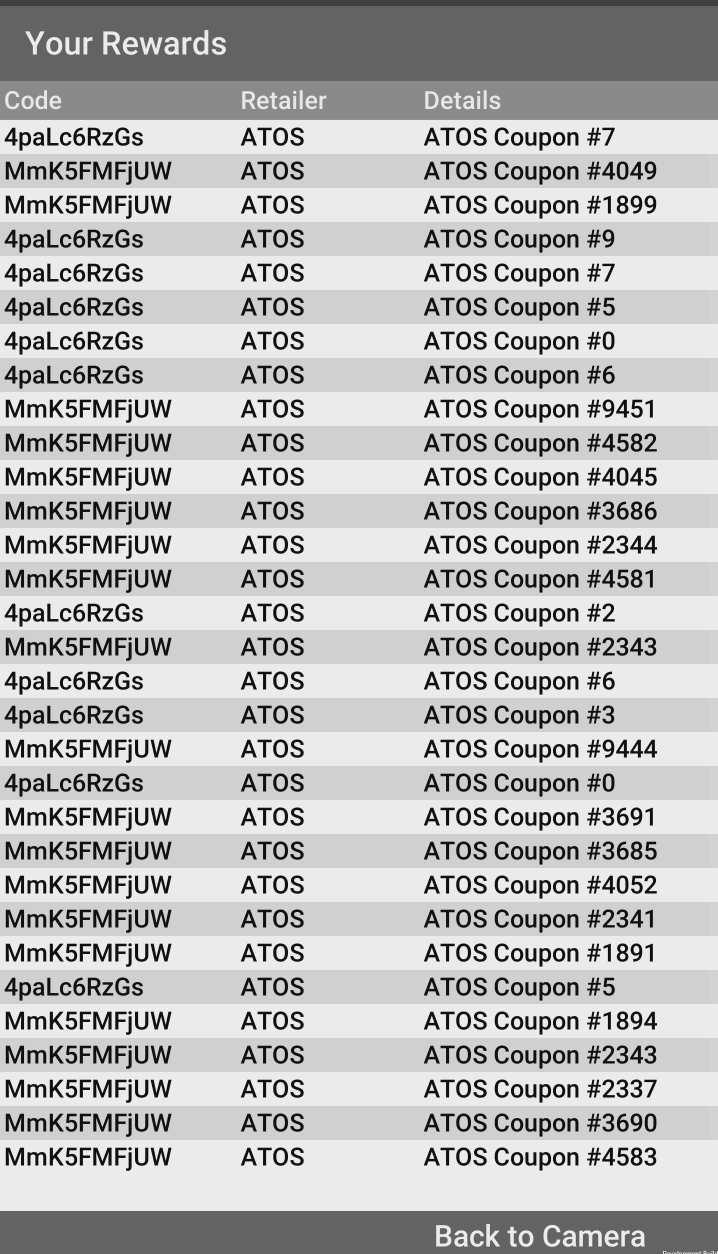 Your Rewards
Code Retailer Details
4paLc6RzGs ATOS ATOS Coupon #7
MmK5FMFjUW ATOS ATOS Coupon #4049
MmK5FMFjUW ATOS ATOS Coupon #1899
4paLc6RzGs ATOS ATOS Coupon #9
4paLc6RzGs ATOS ATOS Coupon #7
4paLc6RzGs ATOS ATOS Coupon #5
4paLc6RzGs ATOS ATOS Coupon #0
4paLc6RzGs ATOS ATOS Coupon #6
MmK5FMFjUW ATOS ATOS Coupon #9451
MmK5FMFjUW ATOS ATOS Coupon #4582
MmK5FMFjUW ATOS ATOS Coupon #4045
MmK5FMFjUW ATOS ATOS Coupon #3686
MmK5FMFjUW ATOS ATOS Coupon #2344
MmK5FMFjUW ATOS ATOS Coupon #4581
4paLc6RzGs ATOS ATOS Coupon #2
MmK5FMFjUW ATOS ATOS Coupon #2343
4paLc6RzGs ATOS ATOS Coupon #6
4paLc6RzGs ATOS ATOS Coupon #3
MmK5FMFjUW ATOS ATOS Coupon #9444
4paLc6RzGs ATOS ATOS Coupon #0
MmK5FMFjUW ATOS ATOS Coupon #3691
MmK5FMFjUW ATOS ATOS Coupon #3685
MmK5FMFjUW ATOS ATOS Coupon #4052
MmK5FMFjUW ATOS ATOS Coupon #2341
MmK5FMFjUW ATOS ATOS Coupon #1891
4paLc6RzGs ATOS ATOS Coupon #5
MmK5FMFjUW ATOS ATOS Coupon #1894
MmK5FMFjUW ATOS ATOS Coupon #2343
MmK5FMFjUW ATOS ATOS Coupon #2337
MmK5FMFjUW ATOS ATOS Coupon #3690
MmK5FMFjUW ATOS ATOS Coupon #4583
Back to Camera